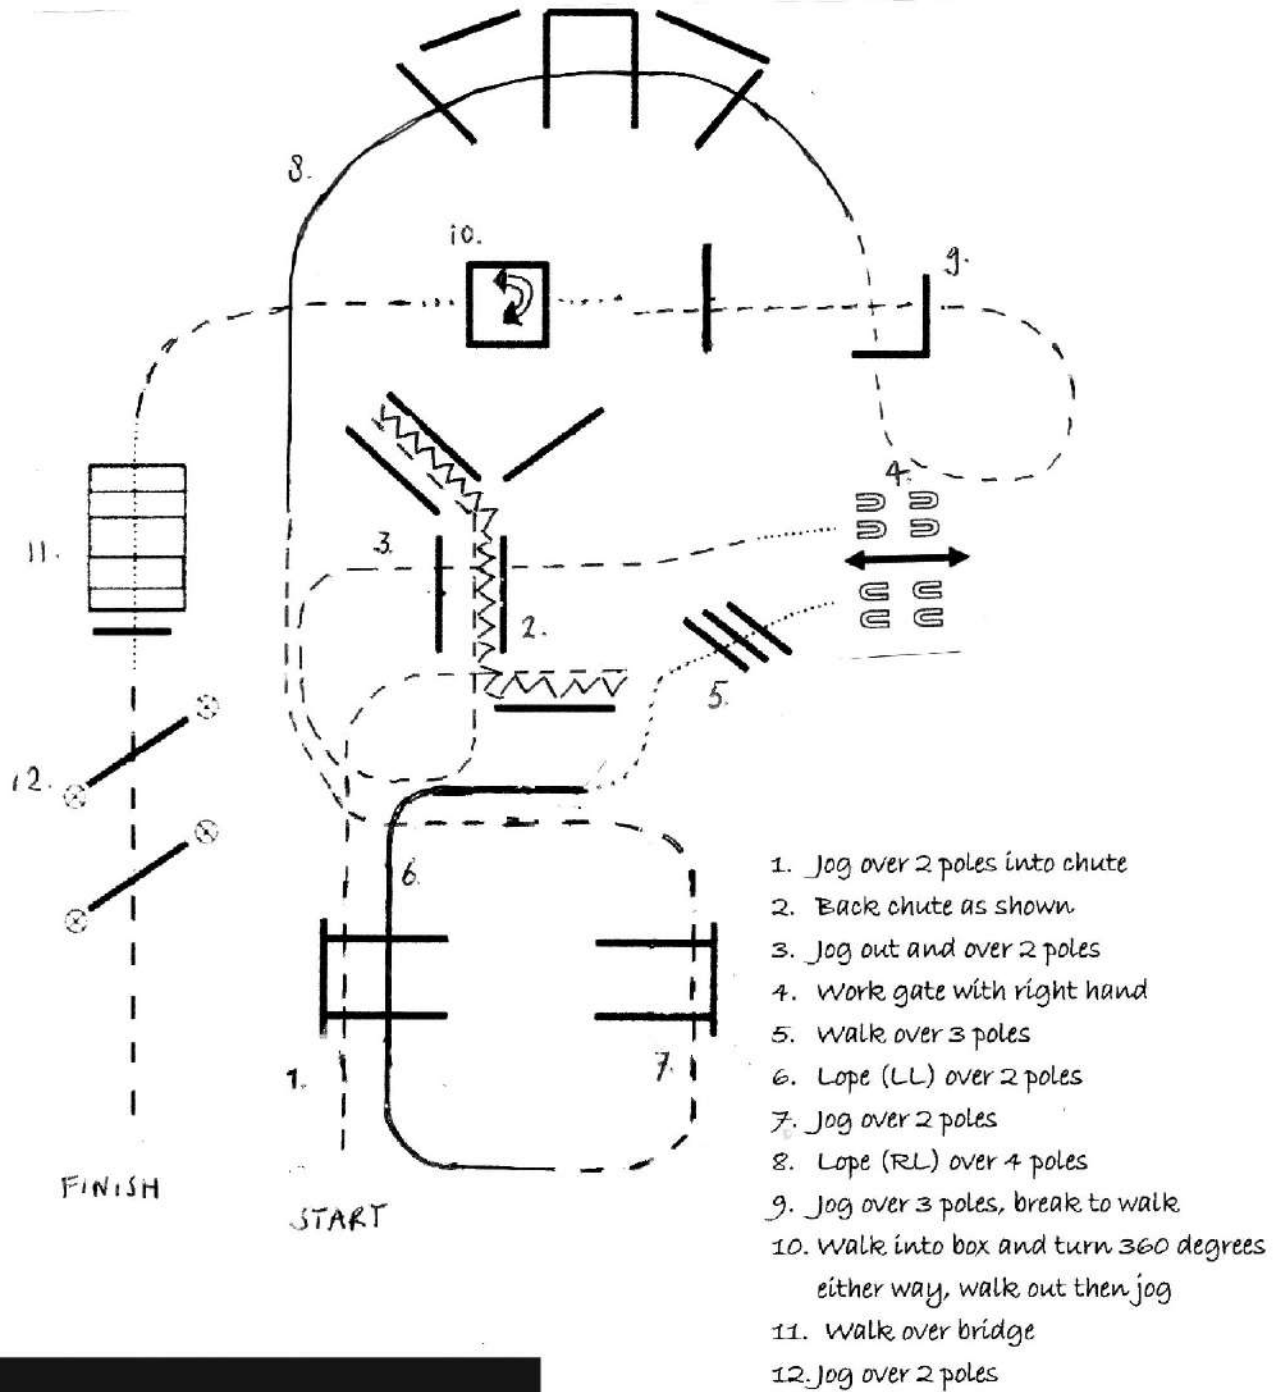 8.
10.
9.
4.
3.
11.
2.
5.
12.
6.
1.
7.
FINISH
START
1. Jog over 2 poles into chute
2. Back chute as shown
3. Jog out and over 2 poles
4. Work gate with right hand
5. Walk over 3 poles
6. Lope (LL) over 2 poles
7. Jog over 2 poles
8. Lope (RL) over 4 poles
9. Jog over 3 poles, break to walk
10. Walk into box and turn 360 degrees
either way, walk out then jog
11. Walk over bridge
12. Jog over 2 poles